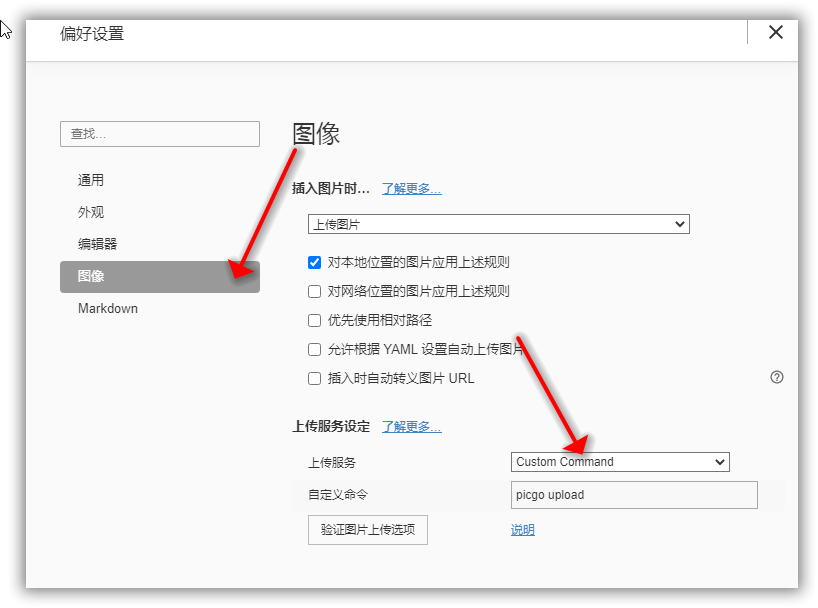 偏好设置
查找...
图像
通用
外观
编辑器
图像
Markdown
插入图片时... 了解更多...
上传图片
对本地位置的图片应用上述规则
对网络位置的图片应用上述规则
优先使用相对路径
允许根据 YAML 设置自动上传图片
插入时自动转义图片 URL
?
上传服务设定 了解更多...
上传服务 Custom Command
自定义命令 picgo upload
验证图片上传选项 说明